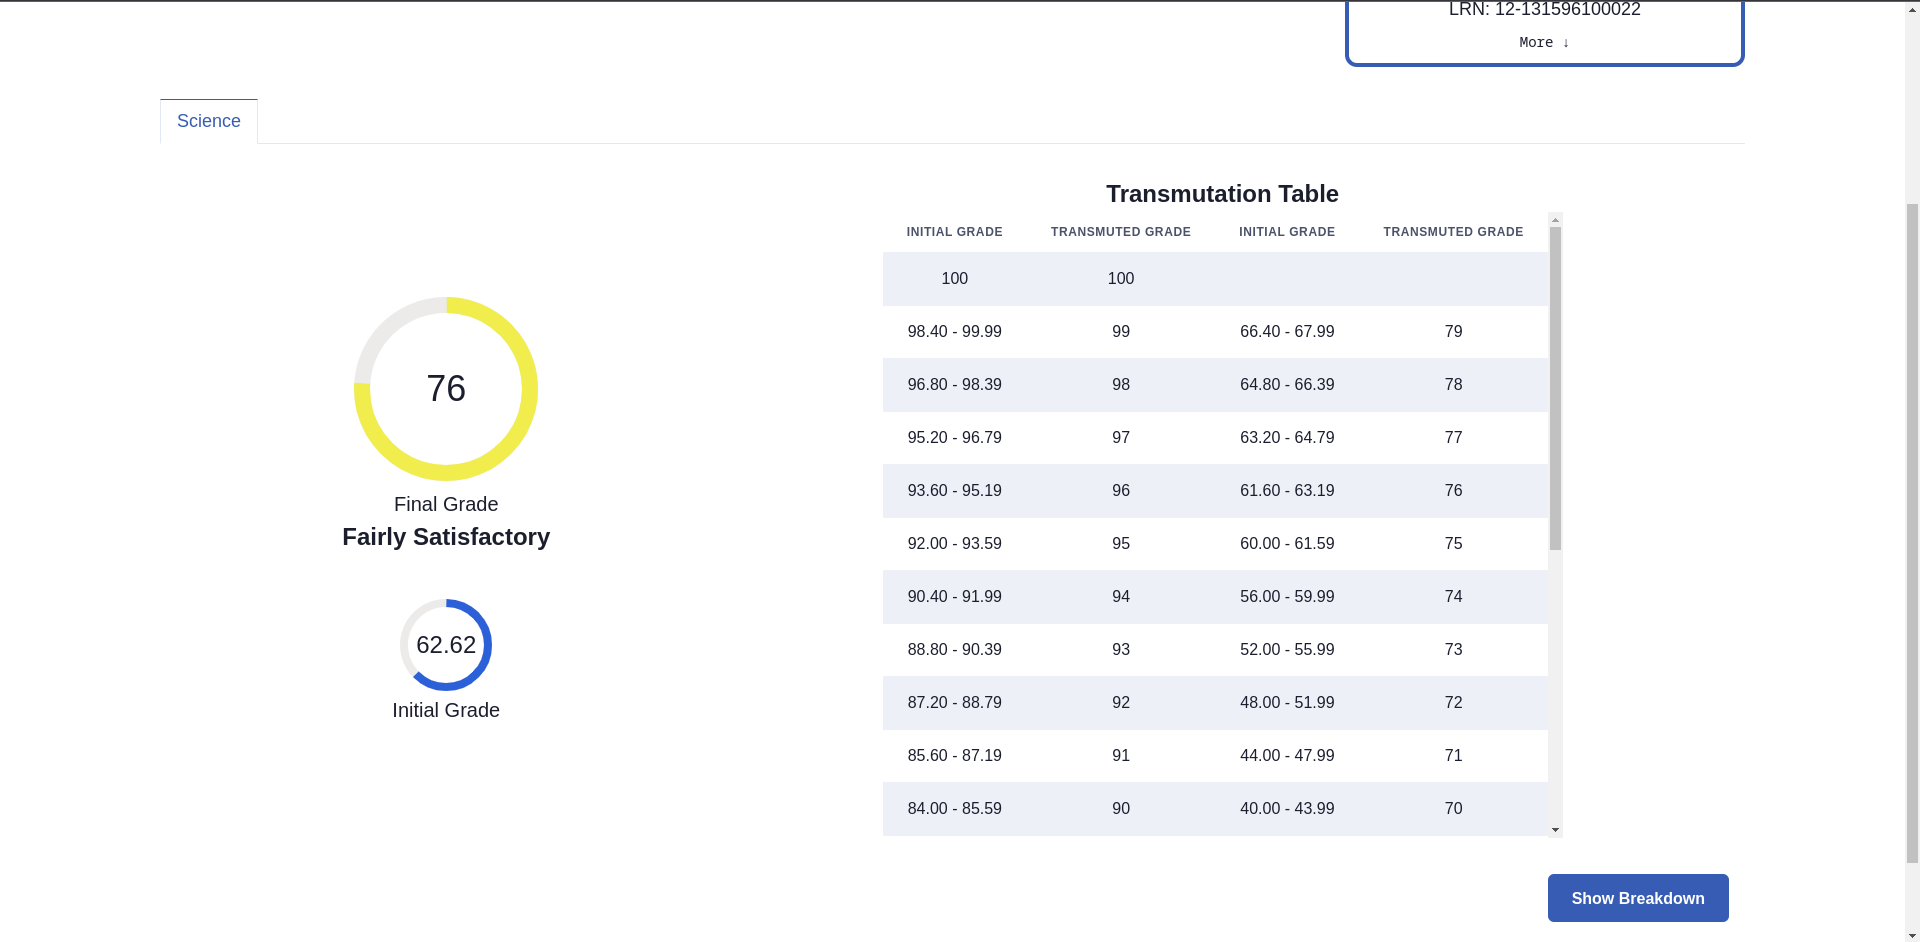 LRN: 12-131596100022
More ↓
Science
76
Final Grade
Fairly Satisfactory
62.62
Initial Grade
Transmutation Table
INITIAL GRADE TRANSMUTED GRADE INITIAL GRADE TRANSMUTED GRADE
100 100
98.40 - 99.99 99 66.40 - 67.99 79
96.80 - 98.39 98 64.80 - 66.39 78
95.20 - 96.79 97 63.20 - 64.79 77
93.60 - 95.19 96 61.60 - 63.19 76
92.00 - 93.59 95 60.00 - 61.59 75
90.40 - 91.99 94 56.00 - 59.99 74
88.80 - 90.39 93 52.00 - 55.99 73
87.20 - 88.79 92 48.00 - 51.99 72
85.60 - 87.19 91 44.00 - 47.99 71
84.00 - 85.59 90 40.00 - 43.99 70
Show Breakdown